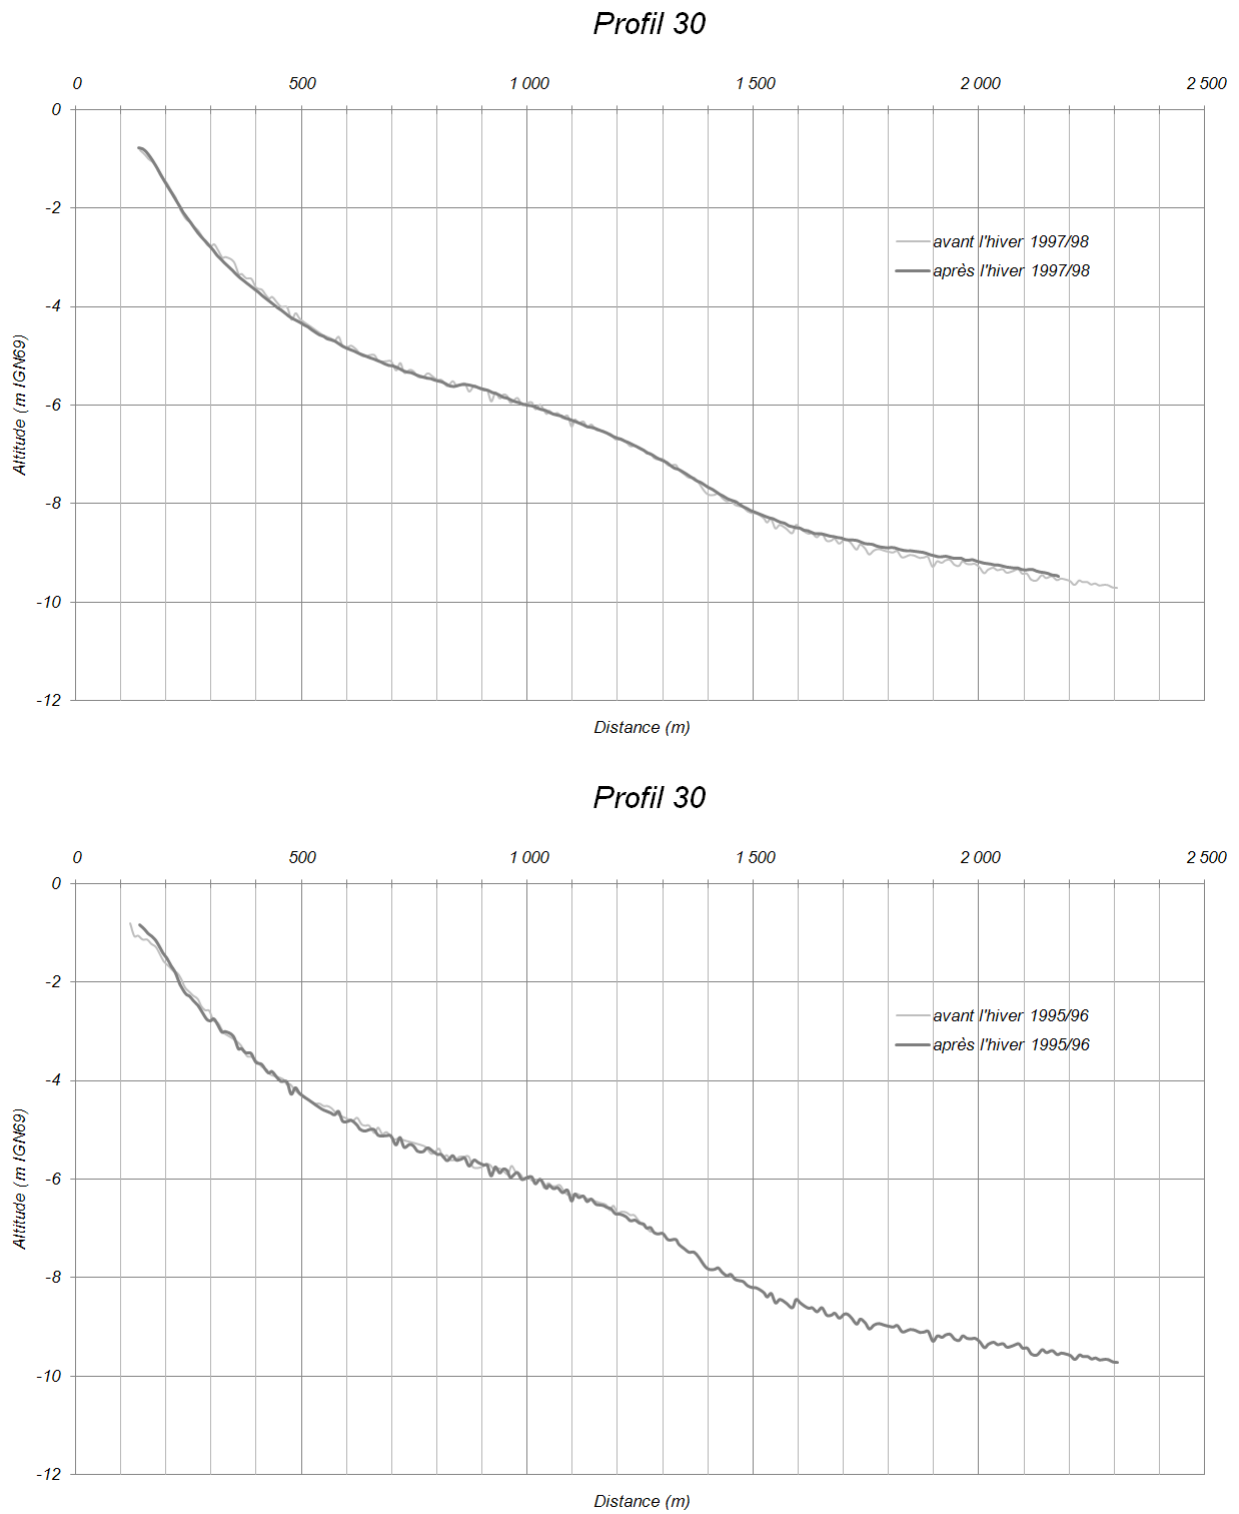 Profil 30
0 500 1 000 1 500 2 000 2 500
0
-2
avant l'hiver 1997/98
après l'hiver 1997/98
-4
Altitude (m IGN69)
-6
-8
-10
-12
Distance (m)
Profil 30
0 500 1 000 1 500 2 000 2 500
0
-2
avant l'hiver 1995/96
après l'hiver 1995/96
-4
Altitude (m IGN69)
-6
-8
-10
-12
Distance (m)